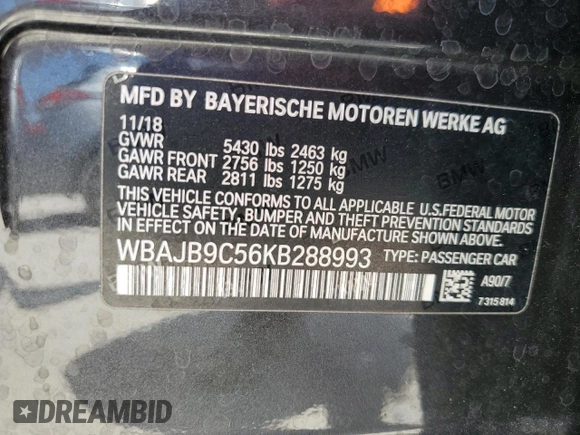 MFD BY BAYERISCHE MOTOREN WERKE AG
11/18
GVWR 5430 lbs 2463 kg
GAWR FRONT 2756 lbs 1250 kg
GAWR REAR 2811 lbs 1275 kg
THIS VEHICLE CONFORMS TO ALL APPLICABLE U.S.FEDERAL MOTOR
VEHICLE SAFETY, BUMPER AND THEFT PREVENTION STANDARDS
IN EFFECT ON THE DATE OF MANUFACTURE SHOWN ABOVE.
WBAJB9C56KB288993 TYPE: PASSENGER CAR
A90/7
7315814
BMW
DREAMBID